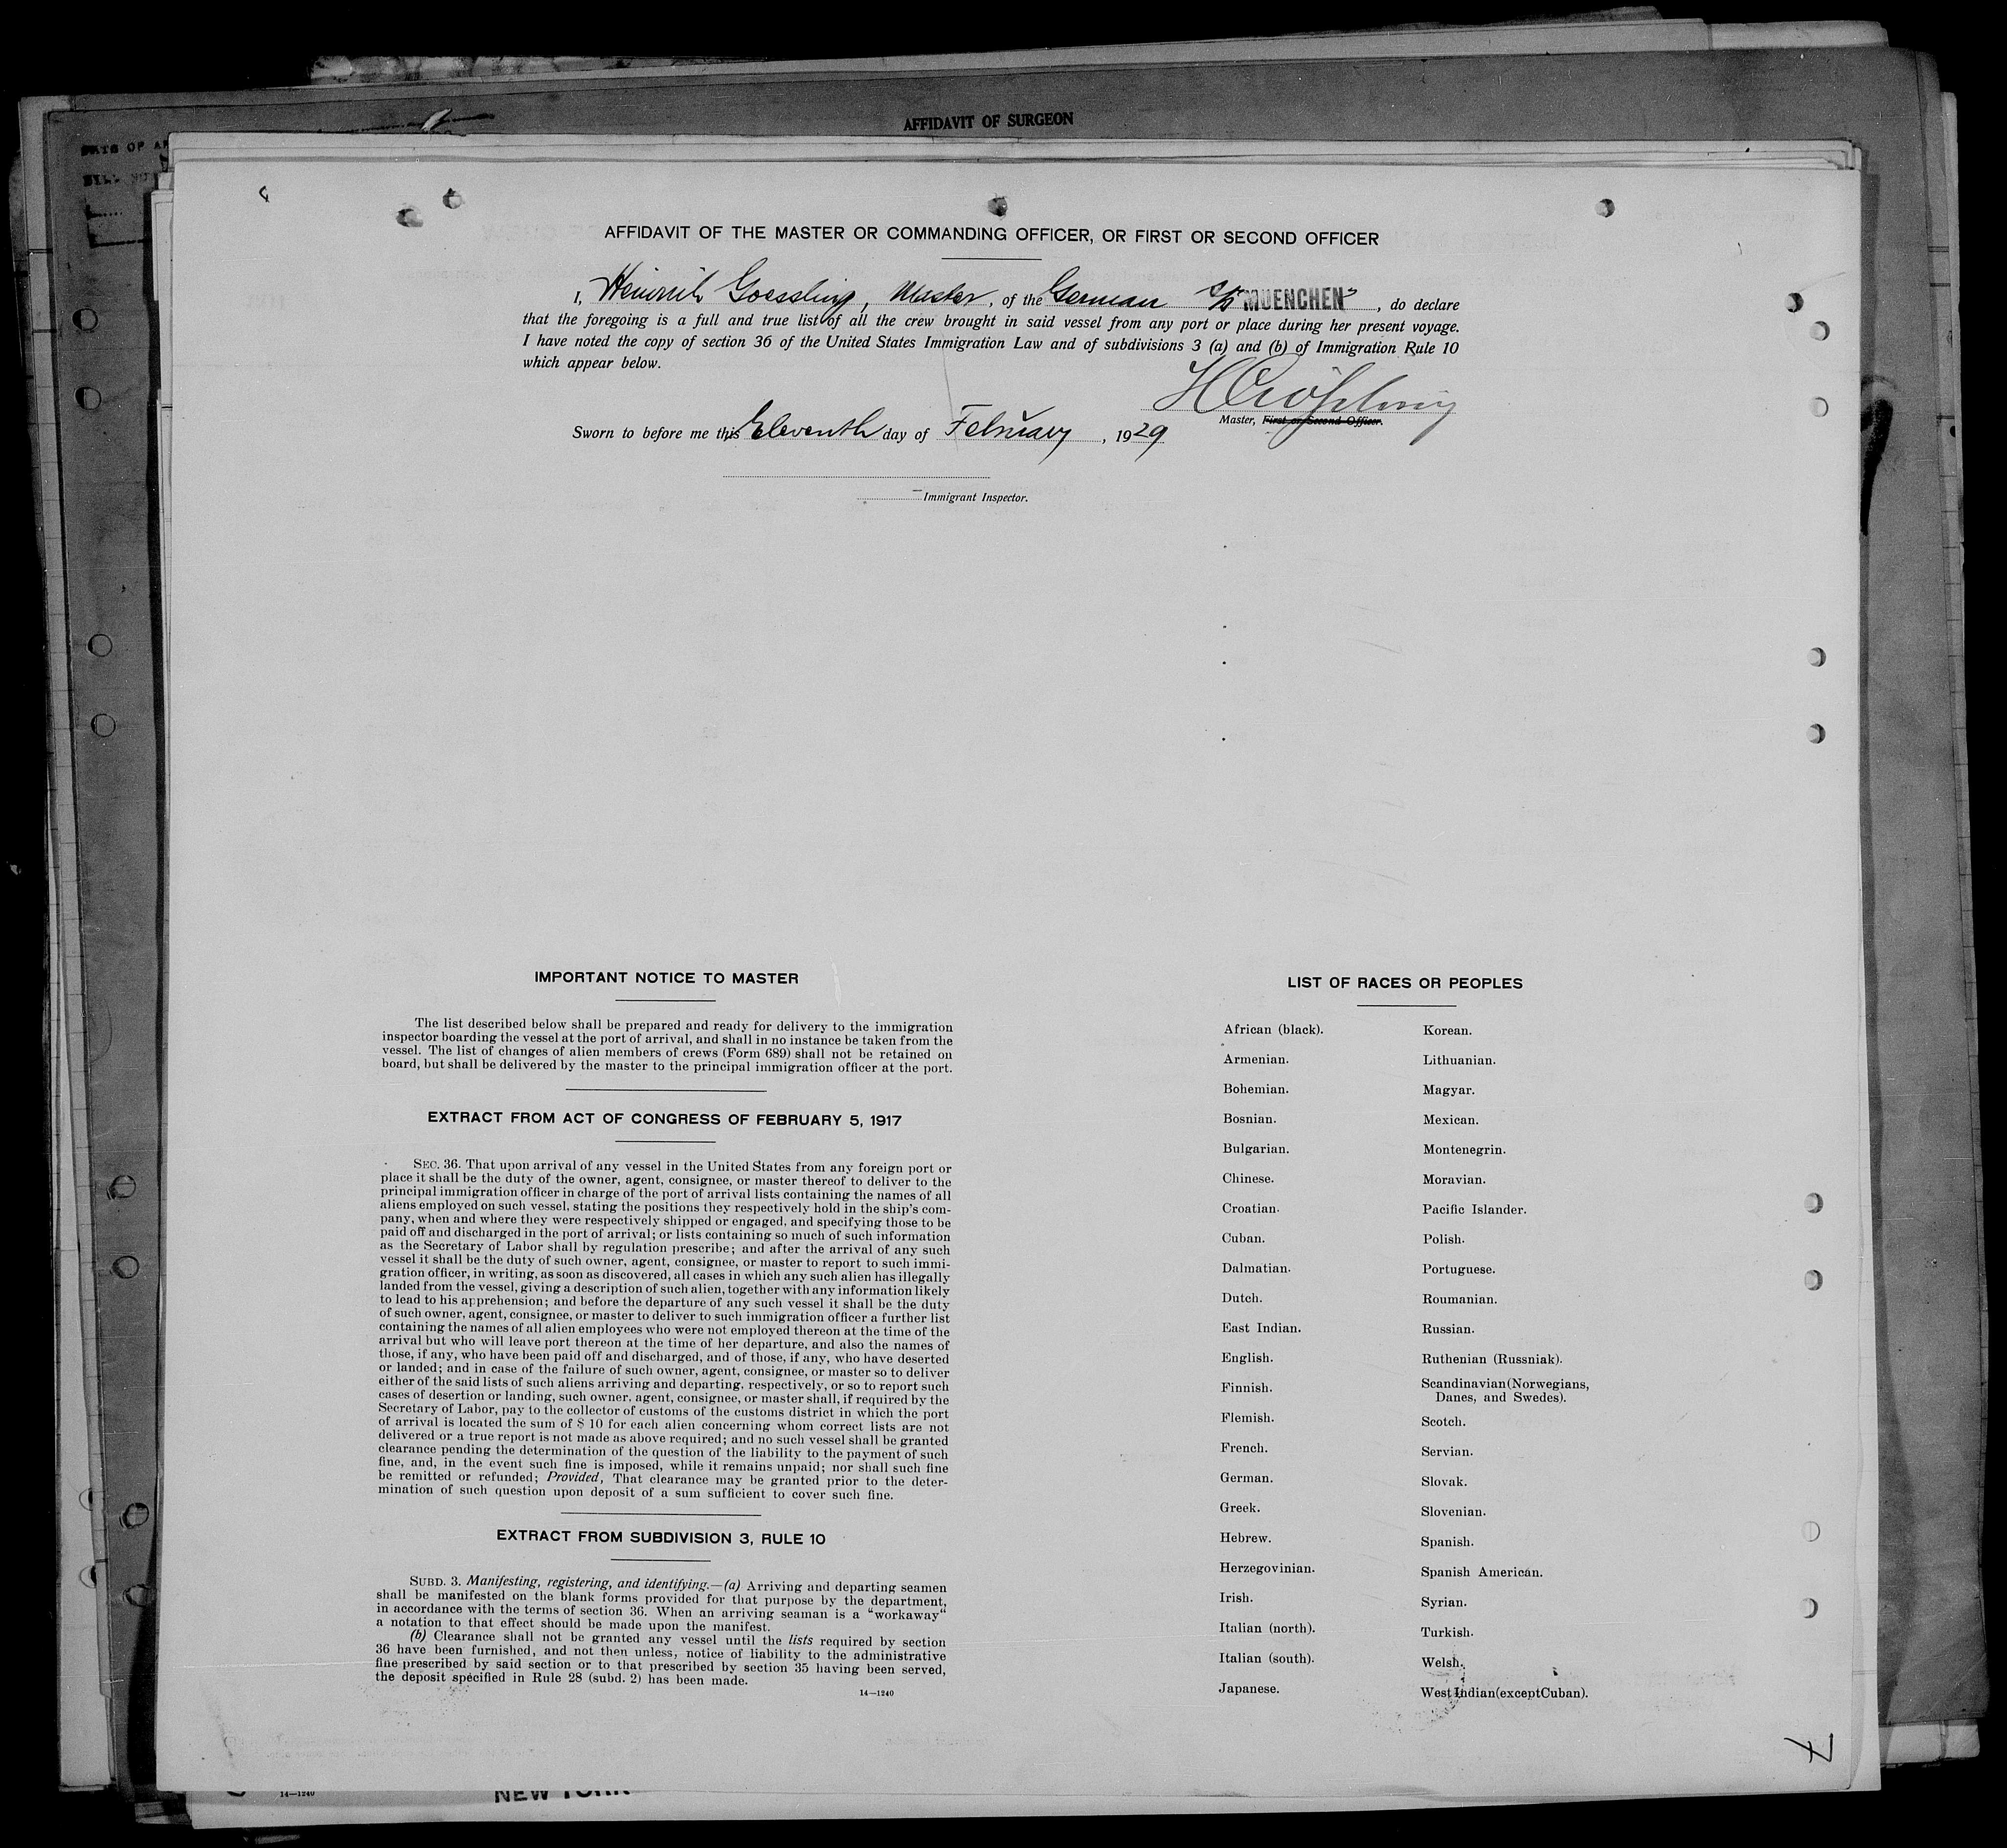 AFFIDAVIT OF SURGEON
AFFIDAVIT OF THE MASTER OR COMMANDING OFFICER, OR FIRST OR SECOND OFFICER
I, Heinrich Goessling, Master, of the German S/S "MUENCHEN", do declare
that the foregoing is a full and true list of all the crew brought in said vessel from any port or place during her present voyage.
I have noted the copy of section 36 of the United States Immigration Law and of subdivisions 3 (a) and (b) of Immigration Rule 10
which appear below.
Master, First or Second Officer.
Sworn to before me this Eleventh day of February, 1929
Immigrant Inspector.
IMPORTANT NOTICE TO MASTER
The list described below shall be prepared and ready for delivery to the immigration
inspector boarding the vessel at the port of arrival, and shall in no instance be taken from the
vessel. The list of changes of alien members of crews (Form 689) shall not be retained on
board, but shall be delivered by the master to the principal immigration officer at the port.
EXTRACT FROM ACT OF CONGRESS OF FEBRUARY 5, 1917
SEC. 36. That upon arrival of any vessel in the United States from any foreign port or
place it shall be the duty of the owner, agent, consignee, or master thereof to deliver to the
principal immigration officer in charge of the port of arrival lists containing the names of all
aliens employed on such vessel, stating the positions they respectively hold in the ship's com-
pany, when and where they were respectively shipped or engaged, and specifying those to be
paid off and discharged in the port of arrival; or lists containing so much of such information
as the Secretary of Labor shall by regulation prescribe; and after the arrival of any such
vessel it shall be the duty of such owner, agent, consignee, or master to report to such immi-
gration officer, in writing, as soon as discovered, all cases in which any such alien has illegally
landed from the vessel, giving a description of such alien, together with any information likely
to lead to his apprehension; and before the departure of any such vessel it shall be the duty
of such owner, agent, consignee, or master to deliver to such immigration officer a further list
containing the names of all alien employees who were not employed thereon at the time of the
arrival but who will leave port thereon at the time of her departure, and also the names of
those, if any, who have been paid off and discharged, and of those, if any, who have deserted
or landed; and in case of the failure of such owner, agent, consignee, or master so to deliver
either of the said lists of such aliens arriving and departing, respectively, or so to report such
cases of desertion or landing, such owner, agent, consignee, or master shall, if required by the
Secretary of Labor, pay to the collector of customs of the customs district in which the port
of arrival is located the sum of $ 10 for each alien concerning whom correct lists are not
delivered or a true report is not made as above required; and no such vessel shall be granted
clearance pending the determination of the question of the liability to the payment of such
fine, and, in the event such fine is imposed, while it remains unpaid; nor shall such fine
be remitted or refunded; Provided, That clearance may be granted prior to the deter-
mination of such question upon deposit of a sum sufficient to cover such fine.
EXTRACT FROM SUBDIVISION 3, RULE 10
SUBD. 3. Manifesting, registering, and identifying.—(a) Arriving and departing seamen
shall be manifested on the blank forms provided for that purpose by the department,
in accordance with the terms of section 36. When an arriving seaman is a "workaway"
a notation to that effect should be made upon the manifest.
(b) Clearance shall not be granted any vessel until the lists required by section
36 have been furnished, and not then unless, notice of liability to the administrative
fine prescribed by said section or to that prescribed by section 35 having been served,
the deposit specified in Rule 28 (subd. 2) has been made.
14—1240
LIST OF RACES OR PEOPLES
African (black).
Armenian.
Bohemian.
Bosnian.
Bulgarian.
Chinese.
Croatian.
Cuban.
Dalmatian.
Dutch.
East Indian.
English.
Finnish.
Flemish.
French.
German.
Greek.
Hebrew.
Herzegovinian.
Irish.
Italian (north).
Italian (south).
Japanese.
Korean.
Lithuanian.
Magyar.
Mexican.
Montenegrin.
Moravian.
Pacific Islander.
Polish.
Portuguese.
Roumanian.
Russian.
Ruthenian (Russniak).
Scandinavian(Norwegians,
Danes, and Swedes).
Scotch.
Servian.
Slovak.
Slovenian.
Spanish.
Spanish American.
Syrian.
Turkish.
Welsh.
West Indian(exceptCuban).
7
14—1240
NEW YORK